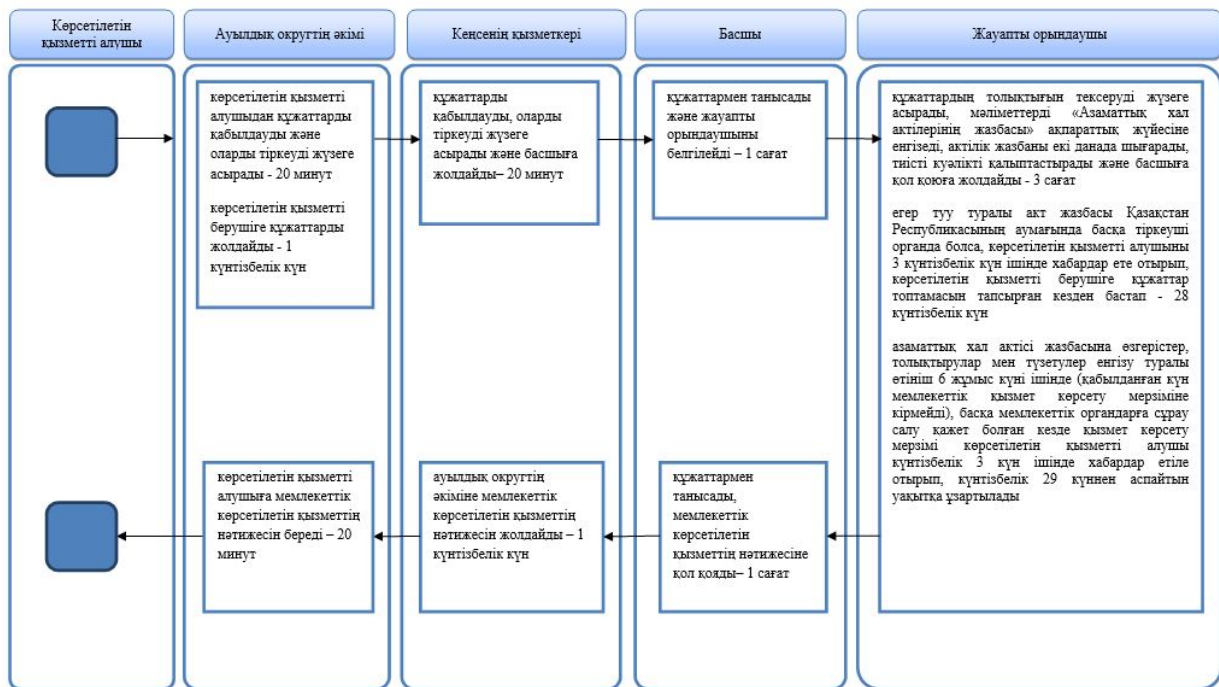 Көрсетілетін
қызметті алушы
Ауылдық округтің әкімі
Кеңсенің қызметкері
Басшы
Жауапты орындаушы
көрсетілетін қызметті
алушыдан құжаттарды
қабылдауды және
оларды тіркеуді жүзеге
асырады - 20 минут
көрсетілетін қызметті
берушіге құжаттарды
жолдайды - 1
күнтізбелік күн
құжаттарды
қабылдауды, оларды
тіркеуді жүзеге
асырады және басшыға
жолдайды– 20 минут
құжаттармен танысады
және жауапты
орындаушыны
белгілейді – 1 сағат
құжаттардың толықтығын тексеруді жүзеге
асырады, мәліметтерді «Азаматтық хал
актілерінің жазбасы» ақпараттық жүйесіне
енгізеді, актілік жазбаны екі данада шығарады,
тиісті куәлікті қалыптастырады және басшыға
қол қоюға жолдайды - 3 сағат
егер туу туралы акт жазбасы Қазақстан
Республикасының аумағында басқа тіркеуші
органда болса, көрсетілетін қызметті алушыны
3 күнтізбелік күн ішінде хабардар ете отырып,
көрсетілетін қызметті берушіге құжаттар
топтамасын тапсырған кезден бастап - 28
күнтізбелік күн
азаматтық хал актісі жазбасына өзгерістер,
толықтырулар мен түзетулер енгізу туралы
өтініш 6 жұмыс күні ішінде (қабылданған күн
мемлекеттік қызмет көрсету мерзіміне
кірмейді), басқа мемлекеттік органдарға сұрау
салу қажет болған кезде қызмет көрсету
мерзімі көрсетілетін қызметті алушы
күнтізбелік 3 күн ішінде хабардар етіле
отырып, күнтізбелік 29 күннен аспайтын
уақытқа ұзартылады
көрсетілетін қызметті
алушыға мемлекеттік
көрсетілетін қызметтің
нәтижесін береді – 20
минут
ауылдық округтің
әкіміне мемлекеттік
көрсетілетін қызметтің
нәтижесін жолдайды – 1
күнтізбелік күн
құжаттармен
танысады,
мемлекеттік
көрсетілетін
қызметтің нәтижесіне
қол қояды– 1 сағат